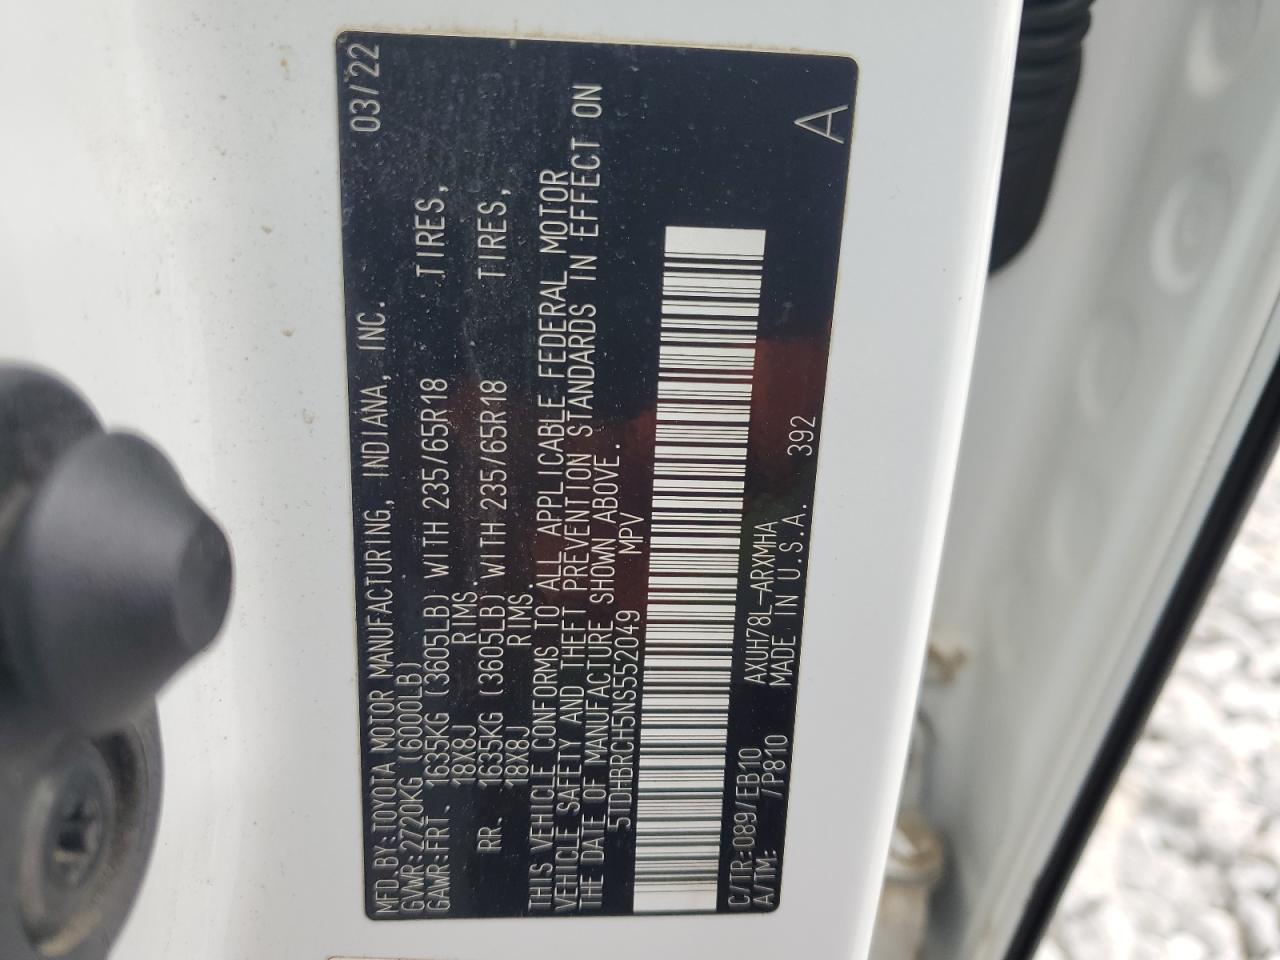 MFD.BY:TOYOTA MOTOR MANUFACTURING, INDIANA, INC. 03/22
GVWR:2720KG (6000LB)
GAWR:FRT. 1635KG (3605LB) WITH 235/65R18 TIRES,
18X8J RIMS.
RR. 1635KG (3605LB) WITH 235/65R18 TIRES,
18X8J RIMS.
THIS VEHICLE CONFORMS TO ALL APPLICABLE FEDERAL MOTOR
VEHICLE SAFETY AND THEFT PREVENTION STANDARDS IN EFFECT ON
THE DATE OF MANUFACTURE SHOWN ABOVE.
5TDHBRCH5NS552049 MPV
C/TR:089/EB10 AXUH78L-ARXMHA
A/TM: /P810 MADE IN U.S.A. 392 A